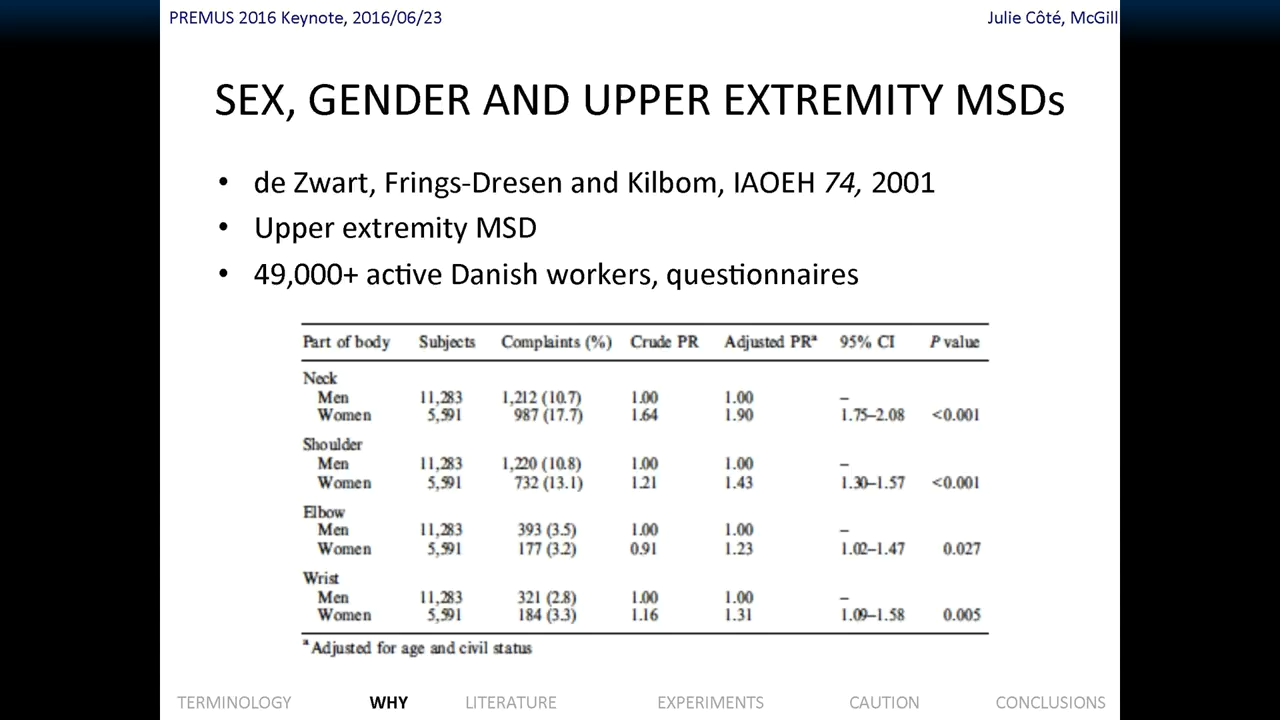 PREMUS 2016 Keynote, 2016/06/23 Julie Côté, McGill
SEX, GENDER AND UPPER EXTREMITY MSDs
• de Zwart, Frings-Dresen and Kilbom, IAOEH 74, 2001
• Upper extremity MSD
• 49,000+ active Danish workers, questionnaires
Part of body Subjects Complaints (%) Crude PR Adjusted PRᵃ 95% CI P value
Neck
Men 11,283 1,212 (10.7) 1.00 1.00 –
Women 5,591 987 (17.7) 1.64 1.90 1.75–2.08 <0.001
Shoulder
Men 11,283 1,220 (10.8) 1.00 1.00 –
Women 5,591 732 (13.1) 1.21 1.43 1.30–1.57 <0.001
Elbow
Men 11,283 393 (3.5) 1.00 1.00 –
Women 5,591 177 (3.2) 0.91 1.23 1.02–1.47 0.027
Wrist
Men 11,283 321 (2.8) 1.00 1.00 –
Women 5,591 184 (3.3) 1.16 1.31 1.09–1.58 0.005
ᵃ Adjusted for age and civil status
TERMINOLOGY WHY LITERATURE EXPERIMENTS CAUTION CONCLUSIONS